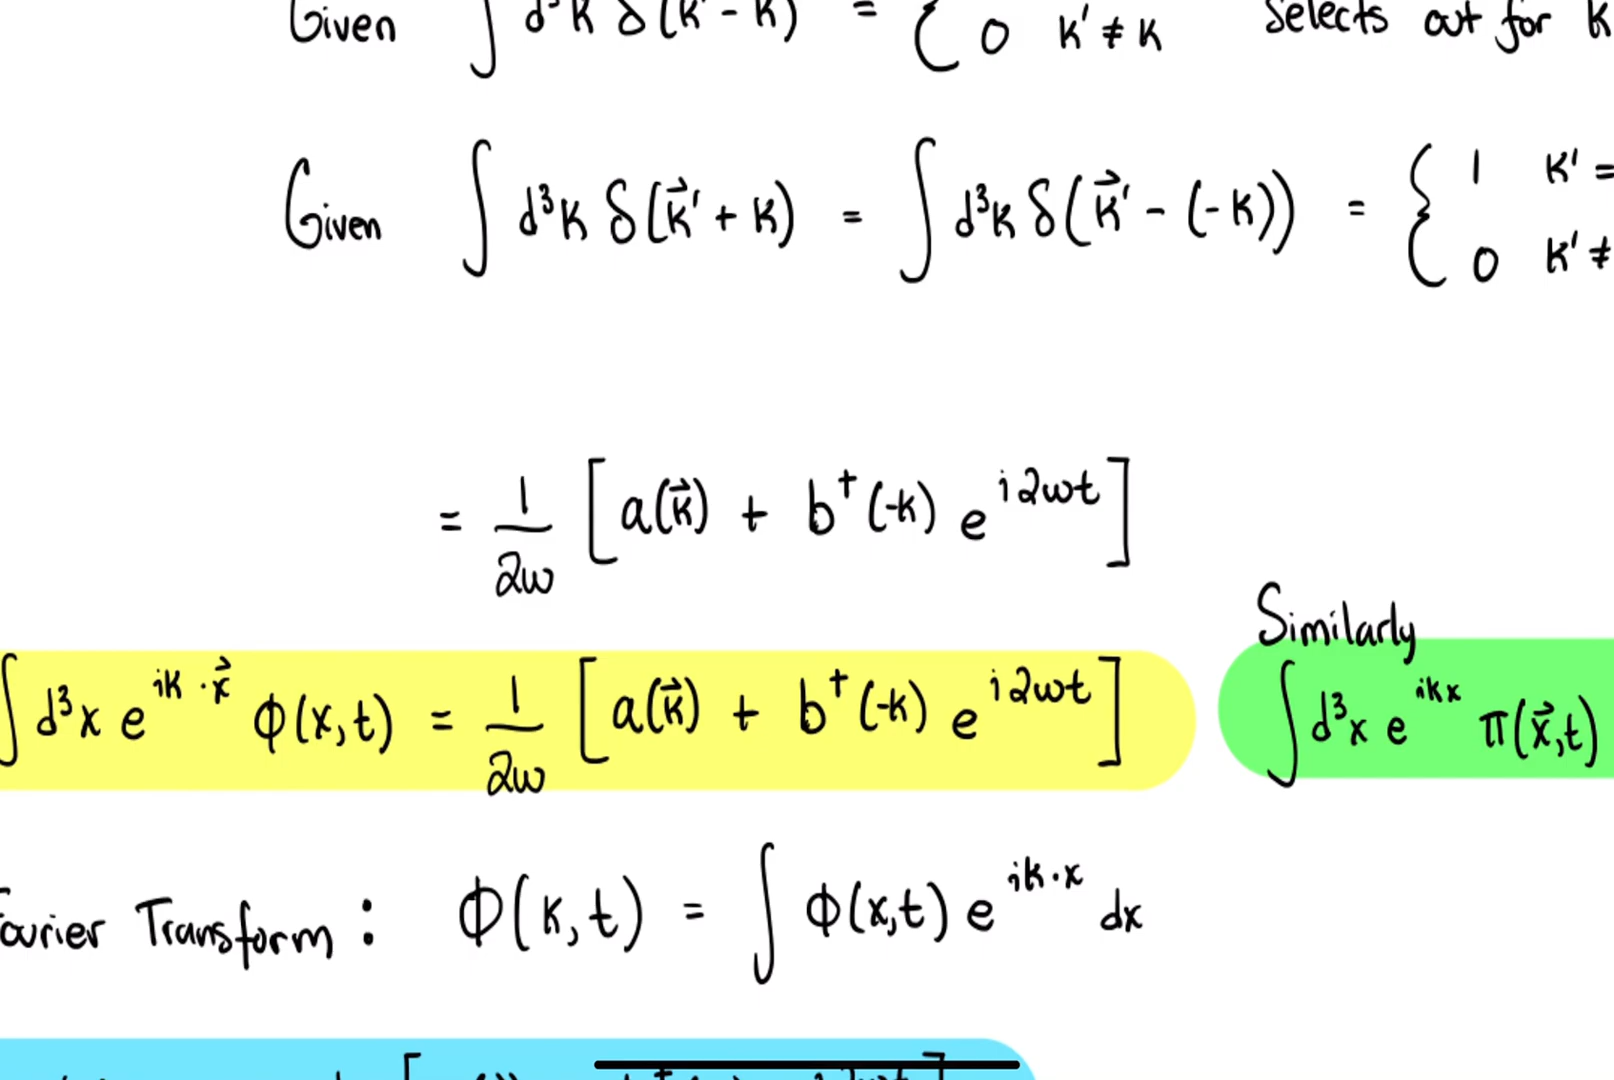 Given ∫ d³k δ(k⃗' - k) = { 0 k' ≠ k Selects out for k
Given ∫ d³k δ(k⃗' + k) = ∫ d³k δ(k⃗' - (-k)) = { 1 k' =
0 k' ≠
= 1/2ω [a(k⃗) + b†(-k) e^{i2ωt}]
Similarly
∫ d³x e^{ik·x⃗} ϕ(x,t) = 1/2ω [a(k⃗) + b†(-k) e^{i2ωt}] ∫ d³x e^{ikx} π(x⃗,t)
Fourier Transform : Φ(k,t) = ∫ ϕ(x,t) e^{ik·x} dx